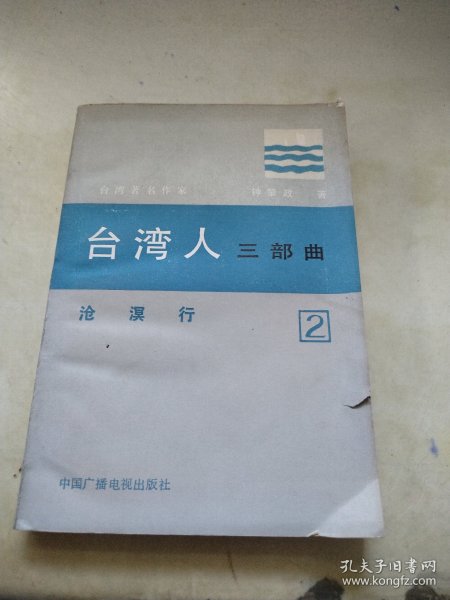 台湾著名作家 钟肇政 著
台湾人 三部曲
沧溟行 2
中国广播电视出版社
孔夫子旧书网
www.kongfz.com